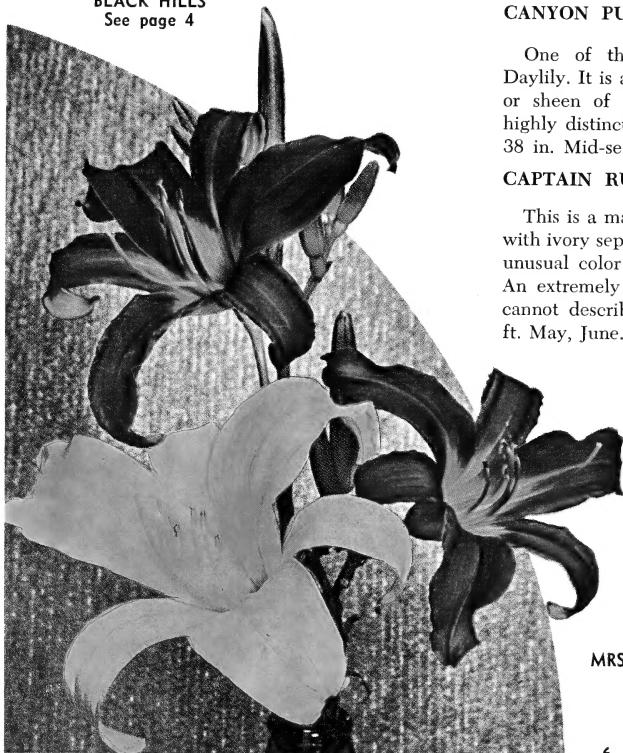 BLACK HILLS
See page 4
CANYON PU
One of th
Daylily. It is a
or sheen of
highly distinc
38 in. Mid-se
CAPTAIN RU
This is a ma
with ivory sep
unusual color
An extremely
cannot describ
ft. May, June.
MRS
6